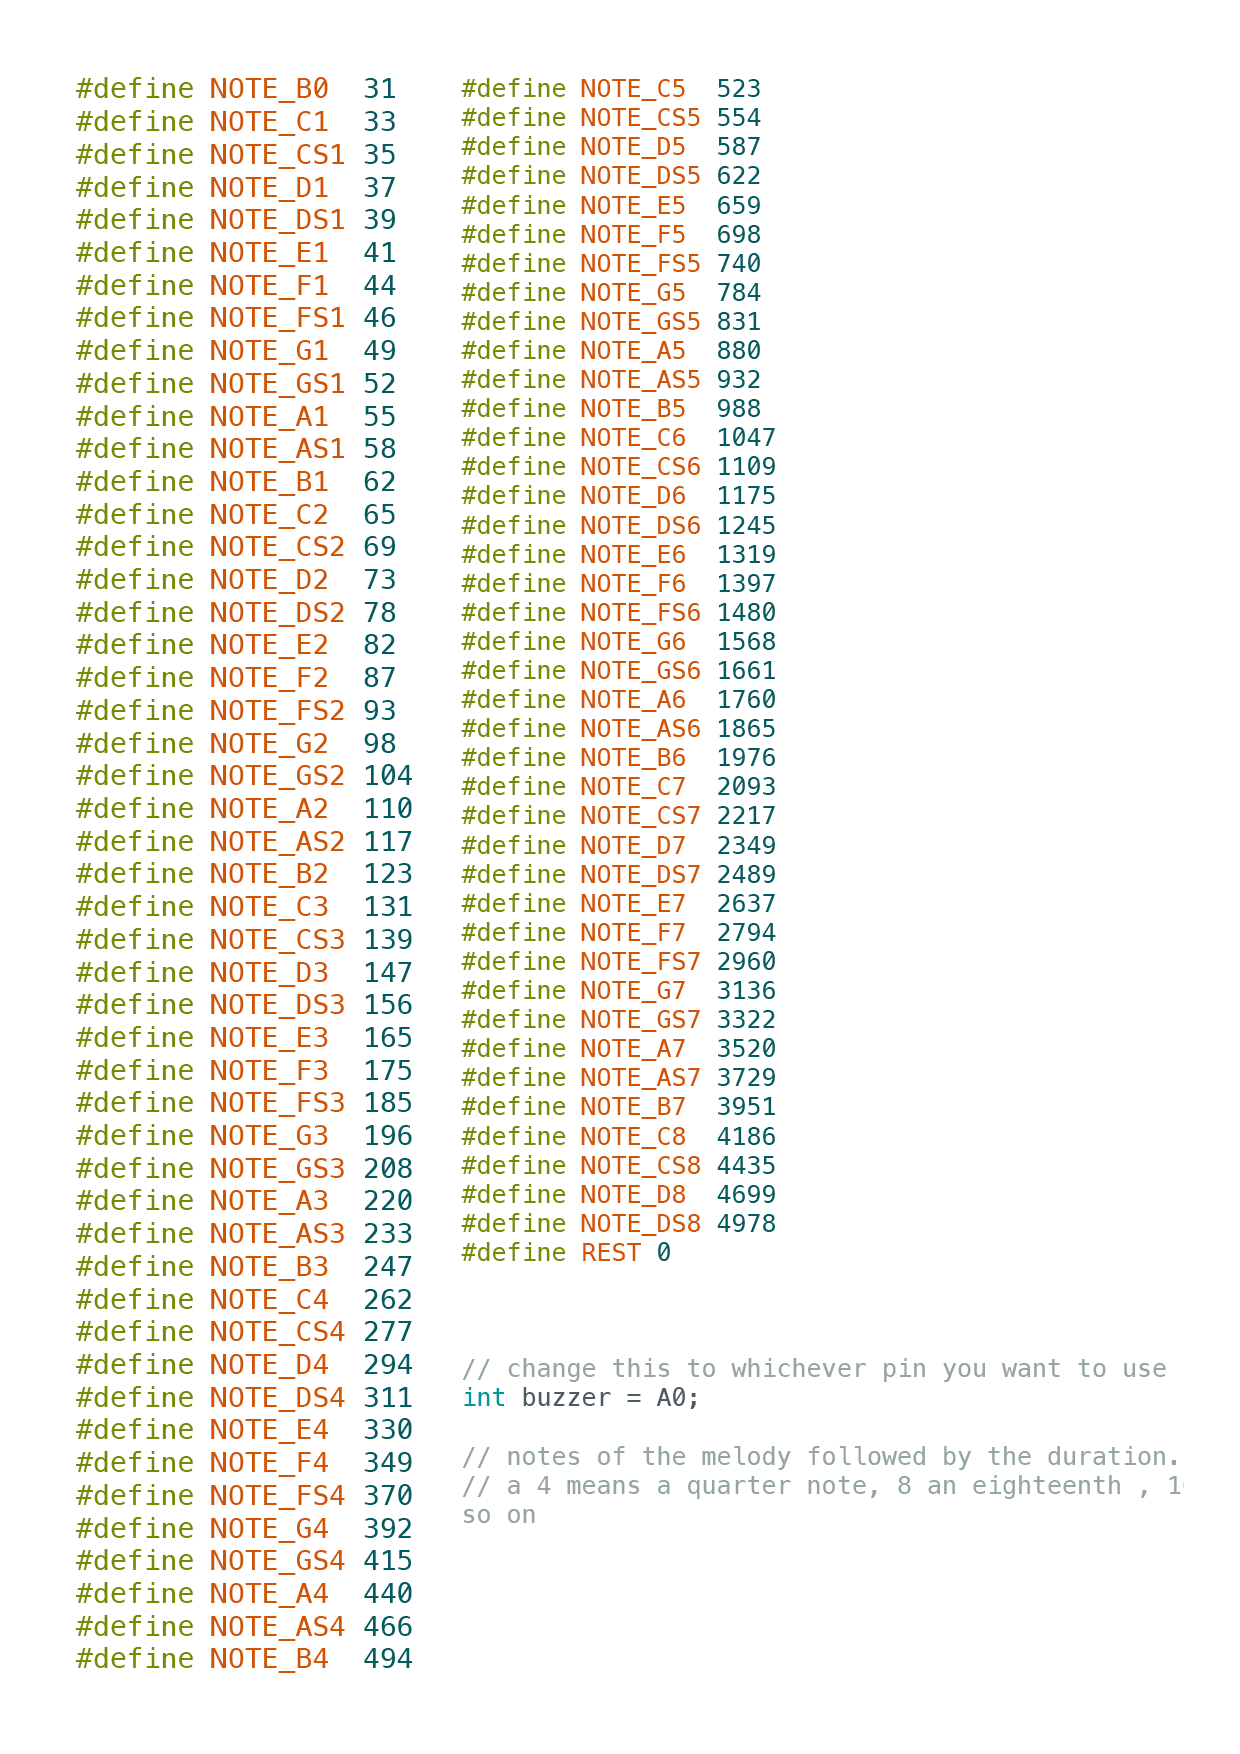 #define NOTE_B0  31
#define NOTE_C1  33
#define NOTE_CS1 35
#define NOTE_D1  37
#define NOTE_DS1 39
#define NOTE_E1  41
#define NOTE_F1  44
#define NOTE_FS1 46
#define NOTE_G1  49
#define NOTE_GS1 52
#define NOTE_A1  55
#define NOTE_AS1 58
#define NOTE_B1  62
#define NOTE_C2  65
#define NOTE_CS2 69
#define NOTE_D2  73
#define NOTE_DS2 78
#define NOTE_E2  82
#define NOTE_F2  87
#define NOTE_FS2 93
#define NOTE_G2  98
#define NOTE_GS2 104
#define NOTE_A2  110
#define NOTE_AS2 117
#define NOTE_B2  123
#define NOTE_C3  131
#define NOTE_CS3 139
#define NOTE_D3  147
#define NOTE_DS3 156
#define NOTE_E3  165
#define NOTE_F3  175
#define NOTE_FS3 185
#define NOTE_G3  196
#define NOTE_GS3 208
#define NOTE_A3  220
#define NOTE_AS3 233
#define NOTE_B3  247
#define NOTE_C4  262
#define NOTE_CS4 277
#define NOTE_D4  294
#define NOTE_DS4 311
#define NOTE_E4  330
#define NOTE_F4  349
#define NOTE_FS4 370
#define NOTE_G4  392
#define NOTE_GS4 415
#define NOTE_A4  440
#define NOTE_AS4 466
#define NOTE_B4  494
#define NOTE_C5  523
#define NOTE_CS5 554
#define NOTE_D5  587
#define NOTE_DS5 622
#define NOTE_E5  659
#define NOTE_F5  698
#define NOTE_FS5 740
#define NOTE_G5  784
#define NOTE_GS5 831
#define NOTE_A5  880
#define NOTE_AS5 932
#define NOTE_B5  988
#define NOTE_C6  1047
#define NOTE_CS6 1109
#define NOTE_D6  1175
#define NOTE_DS6 1245
#define NOTE_E6  1319
#define NOTE_F6  1397
#define NOTE_FS6 1480
#define NOTE_G6  1568
#define NOTE_GS6 1661
#define NOTE_A6  1760
#define NOTE_AS6 1865
#define NOTE_B6  1976
#define NOTE_C7  2093
#define NOTE_CS7 2217
#define NOTE_D7  2349
#define NOTE_DS7 2489
#define NOTE_E7  2637
#define NOTE_F7  2794
#define NOTE_FS7 2960
#define NOTE_G7  3136
#define NOTE_GS7 3322
#define NOTE_A7  3520
#define NOTE_AS7 3729
#define NOTE_B7  3951
#define NOTE_C8  4186
#define NOTE_CS8 4435
#define NOTE_D8  4699
#define NOTE_DS8 4978
#define REST 0
// change this to whichever pin you want to use
int buzzer = A0;
// notes of the melody followed by the duration.
// a 4 means a quarter note, 8 an eighteenth ,
so on